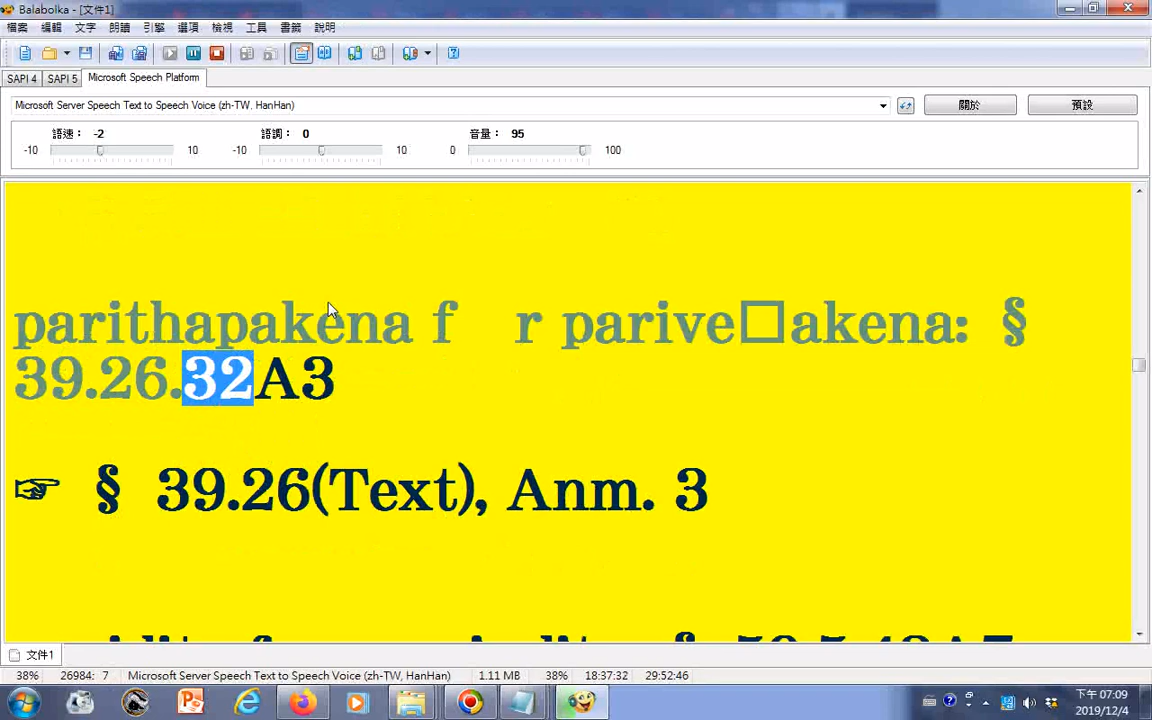 Balabolka - [文件1]
檔案 編輯 文字 朗讀 引擎 選項 檢視 工具 書籤 說明
SAPI 4 SAPI 5 Microsoft Speech Platform
Microsoft Server Speech Text to Speech Voice (zh-TW, HanHan) 關於 預設
語速： -2 語調： 0 音量： 95
-10 10 -10 10 0 100
parithapakena f r parive□akena: §
39.26.32A3
☞ § 39.26(Text), Anm. 3
文件1
38% 26984: 7 Microsoft Server Speech Text to Speech Voice (zh-TW, HanHan) 1.11 MB 38% 18:37:32 29:52:46
下午 07:09
2019/12/4